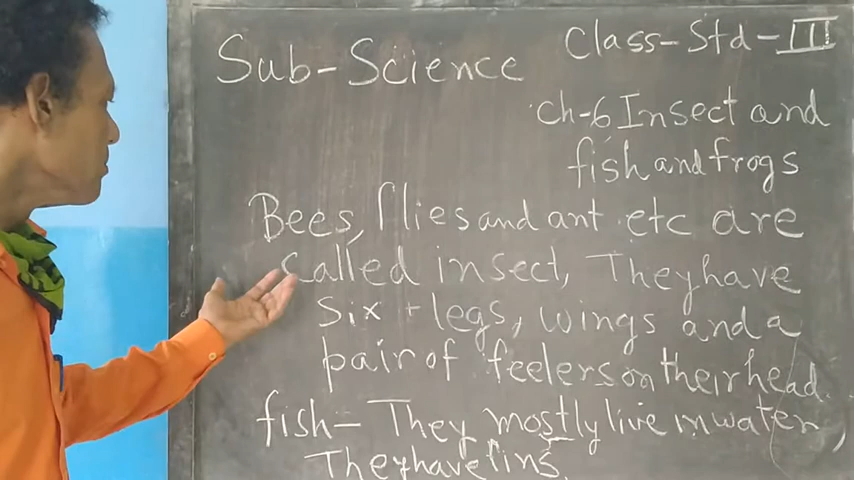 Sub-Science Class-Std-III
ch-6 Insect and
fish and frogs
Bees, flies and ant etc are
called insect, They have
six + legs, wings and a
pair of feelers on their head.
fish- They mostly live in water
They have fins.